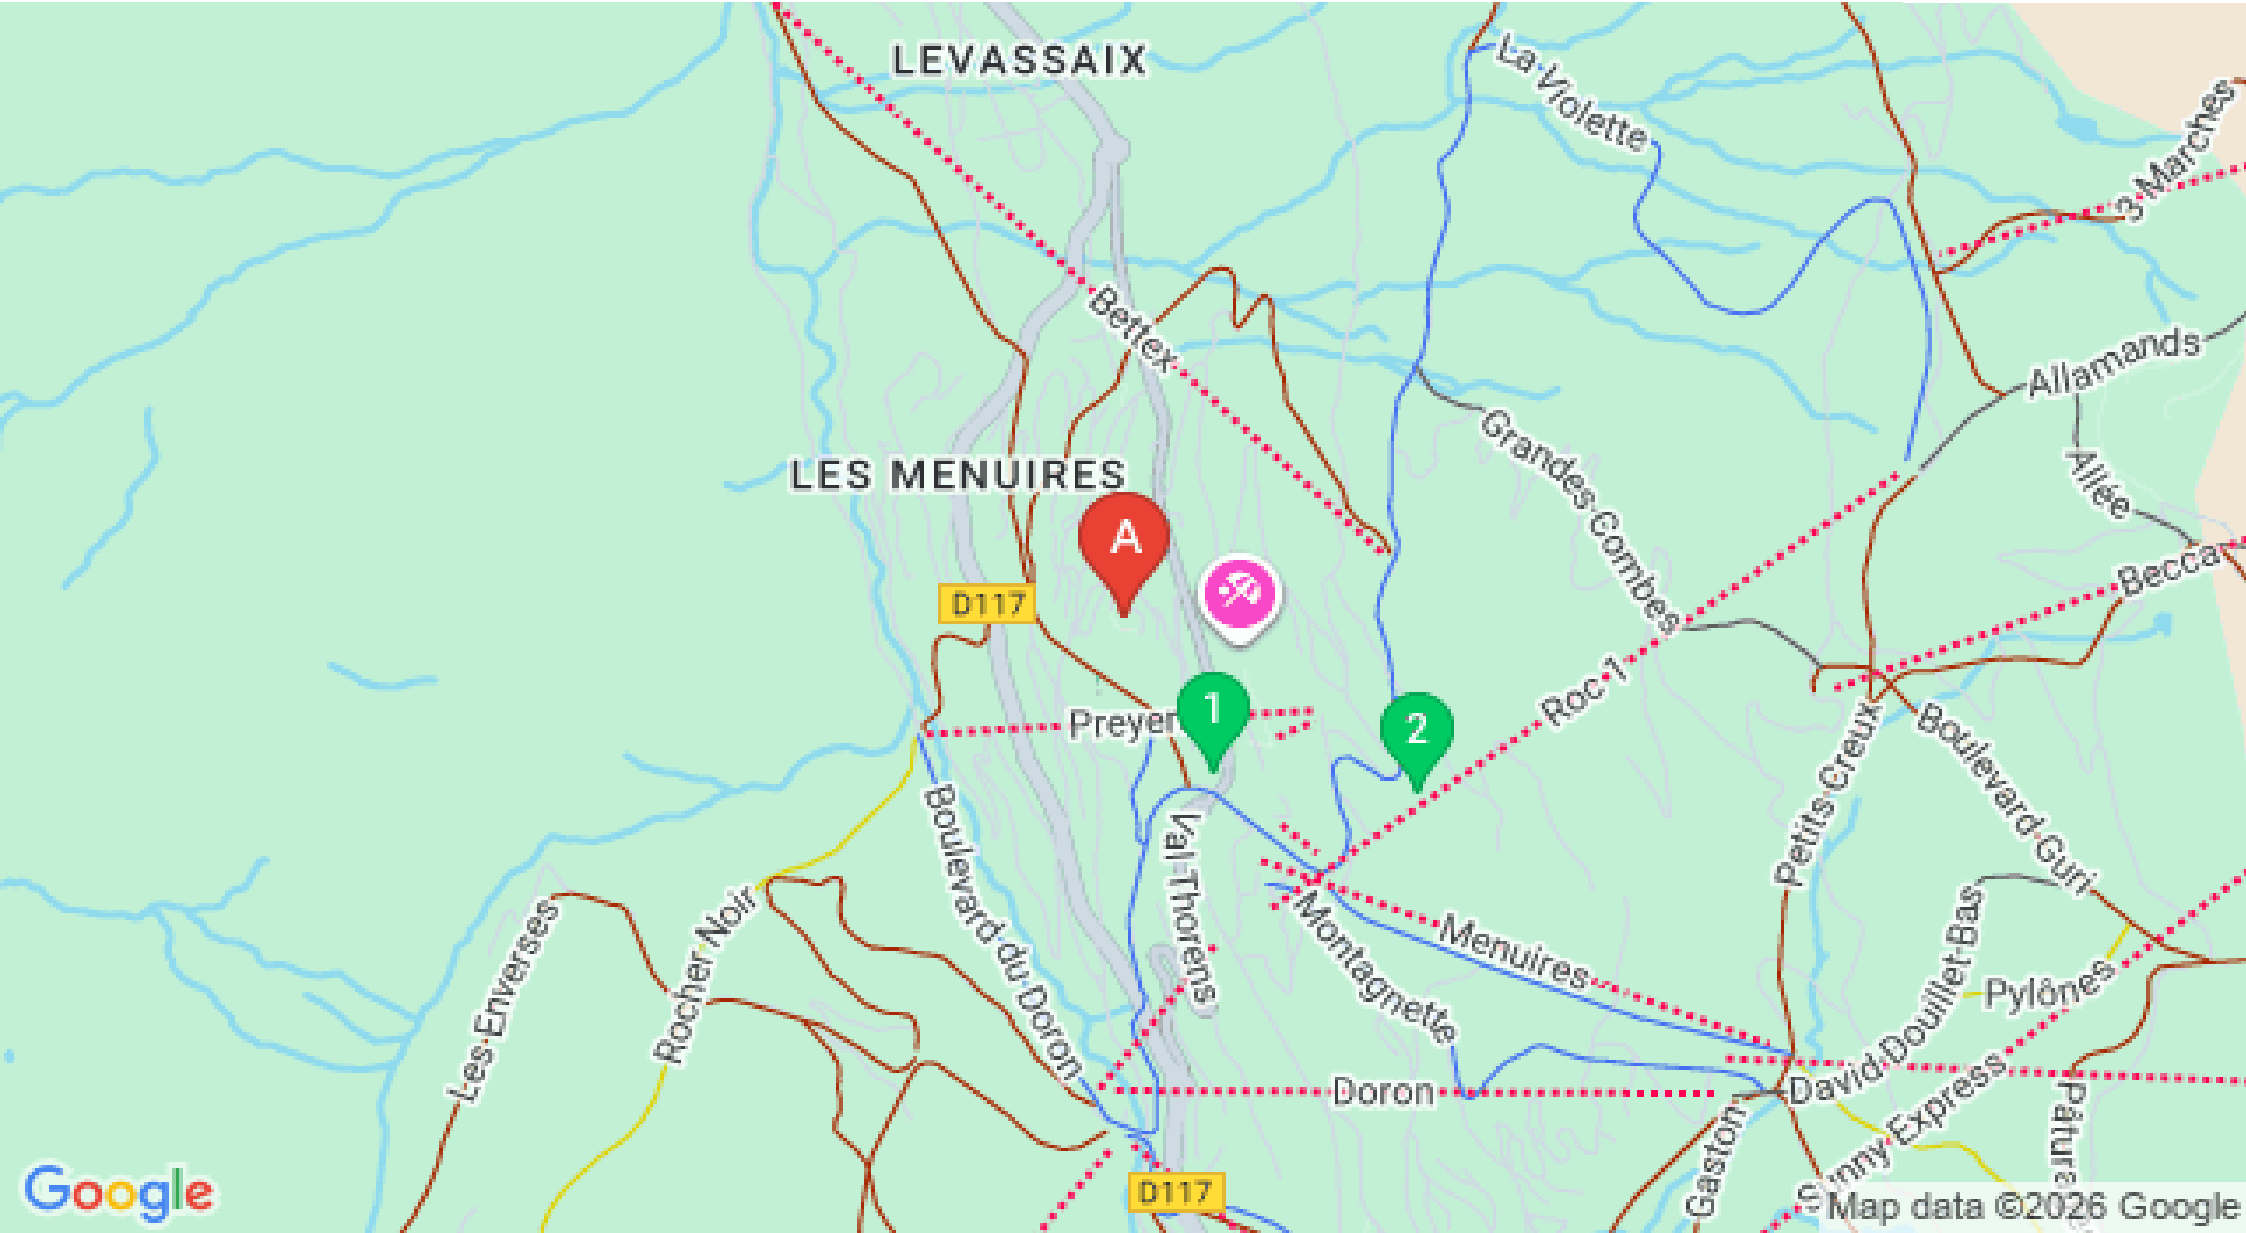 LEVASSAIX
La Violette
3 Marches
Bettex
Allamands
Grandes Combes
LES MENUIRES
Allée
A
Becca
D117
Roc 1
1
2
Preyer
Petits Creux
Boulevard Guri
Boulevard du Doron
Val Thorens
Rocher Noir
Les Enverses
Montagnette
Menuires
David Douillet Bas
Pylônes
Doron
Gaston
Sunny Express
Pâtura
D117
Google
Map data ©2026 Google